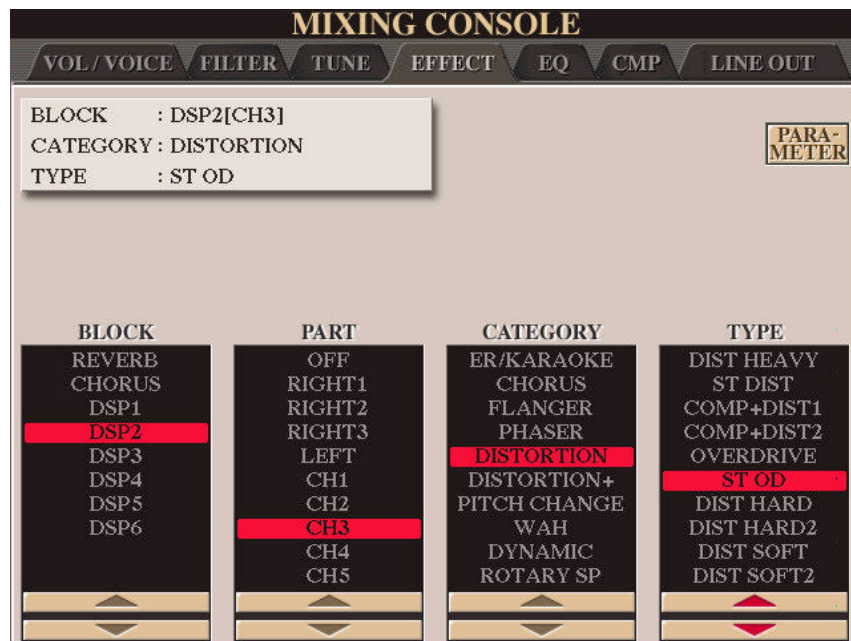 MIXING CONSOLE
VOL / VOICE FILTER TUNE EFFECT EQ CMP LINE OUT
BLOCK : DSP2[CH3]
CATEGORY : DISTORTION
TYPE : ST OD
PARA-
METER
BLOCK
REVERB
CHORUS
DSP1
DSP2
DSP3
DSP4
DSP5
DSP6
PART
OFF
RIGHT1
RIGHT2
RIGHT3
LEFT
CH1
CH2
CH3
CH4
CH5
CATEGORY
ER/KARAOKE
CHORUS
FLANGER
PHASER
DISTORTION
DISTORTION+
PITCH CHANGE
WAH
DYNAMIC
ROTARY SP
TYPE
DIST HEAVY
ST DIST
COMP+DIST1
COMP+DIST2
OVERDRIVE
ST OD
DIST HARD
DIST HARD2
DIST SOFT
DIST SOFT2